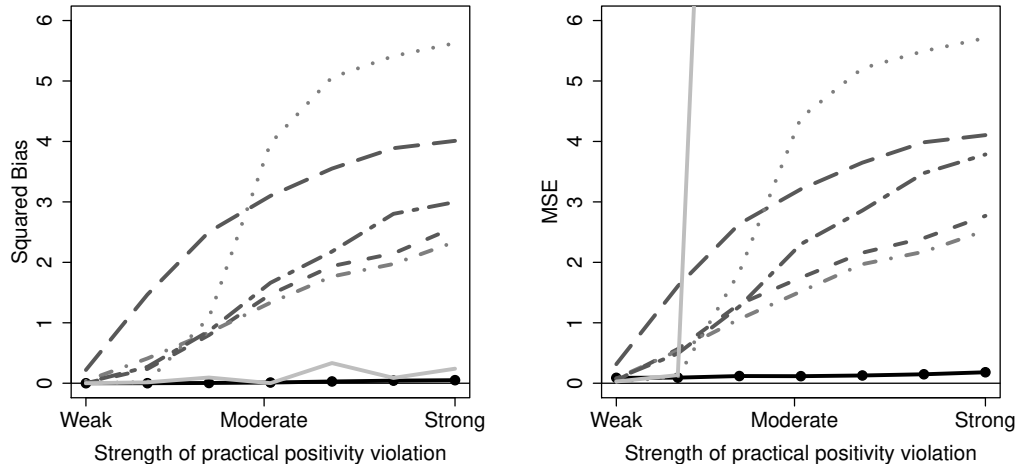 Squared Bias
6
5
4
3
2
1
0
Weak Moderate Strong
Strength of practical positivity violation
MSE
6
5
4
3
2
1
0
Weak Moderate Strong
Strength of practical positivity violation